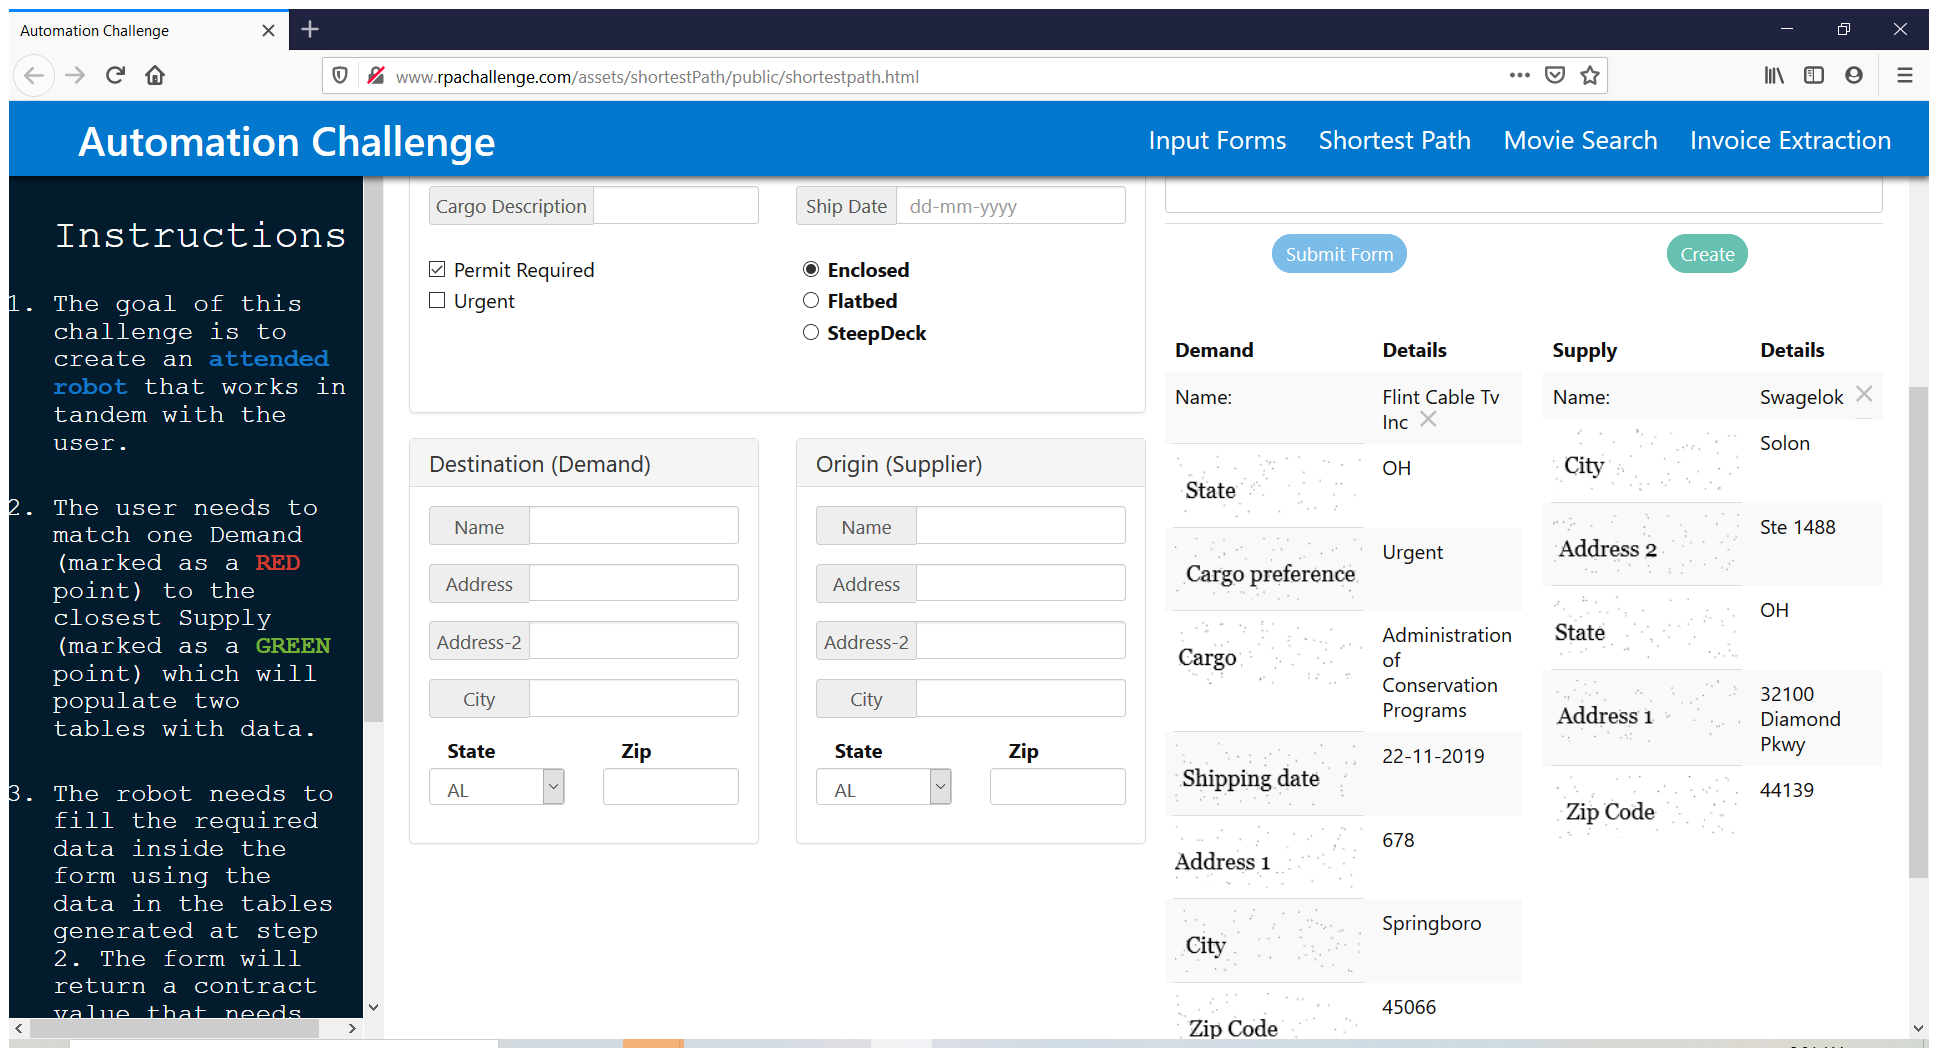 Automation Challenge
www.rpachallenge.com/assets/shortestPath/public/shortestpath.html
Automation Challenge
Input Forms
Shortest Path
Movie Search
Invoice Extraction
Instructions
1. The goal of this
challenge is to
create an attended
robot that works in
tandem with the
user.
2. The user needs to
match one Demand
(marked as a RED
point) to the
closest Supply
(marked as a GREEN
point) which will
populate two
tables with data.
3. The robot needs to
fill the required
data inside the
form using the
data in the tables
generated at step
2. The form will
return a contract
value that needs
Cargo Description
Ship Date
dd-mm-yyyy
Permit Required
Urgent
Enclosed
Flatbed
SteepDeck
Destination (Demand)
Name
Address
Address-2
City
State
Zip
AL
Origin (Supplier)
Name
Address
Address-2
City
State
Zip
AL
Submit Form
Create
Demand
Details
Name:
Flint Cable Tv
Inc
State
OH
Cargo preference
Urgent
Cargo
Administration
of
Conservation
Programs
Shipping date
22-11-2019
Address 1
678
City
Springboro
Zip Code
45066
Supply
Details
Name:
Swagelok
City
Solon
Address 2
Ste 1488
State
OH
Address 1
32100
Diamond
Pkwy
Zip Code
44139